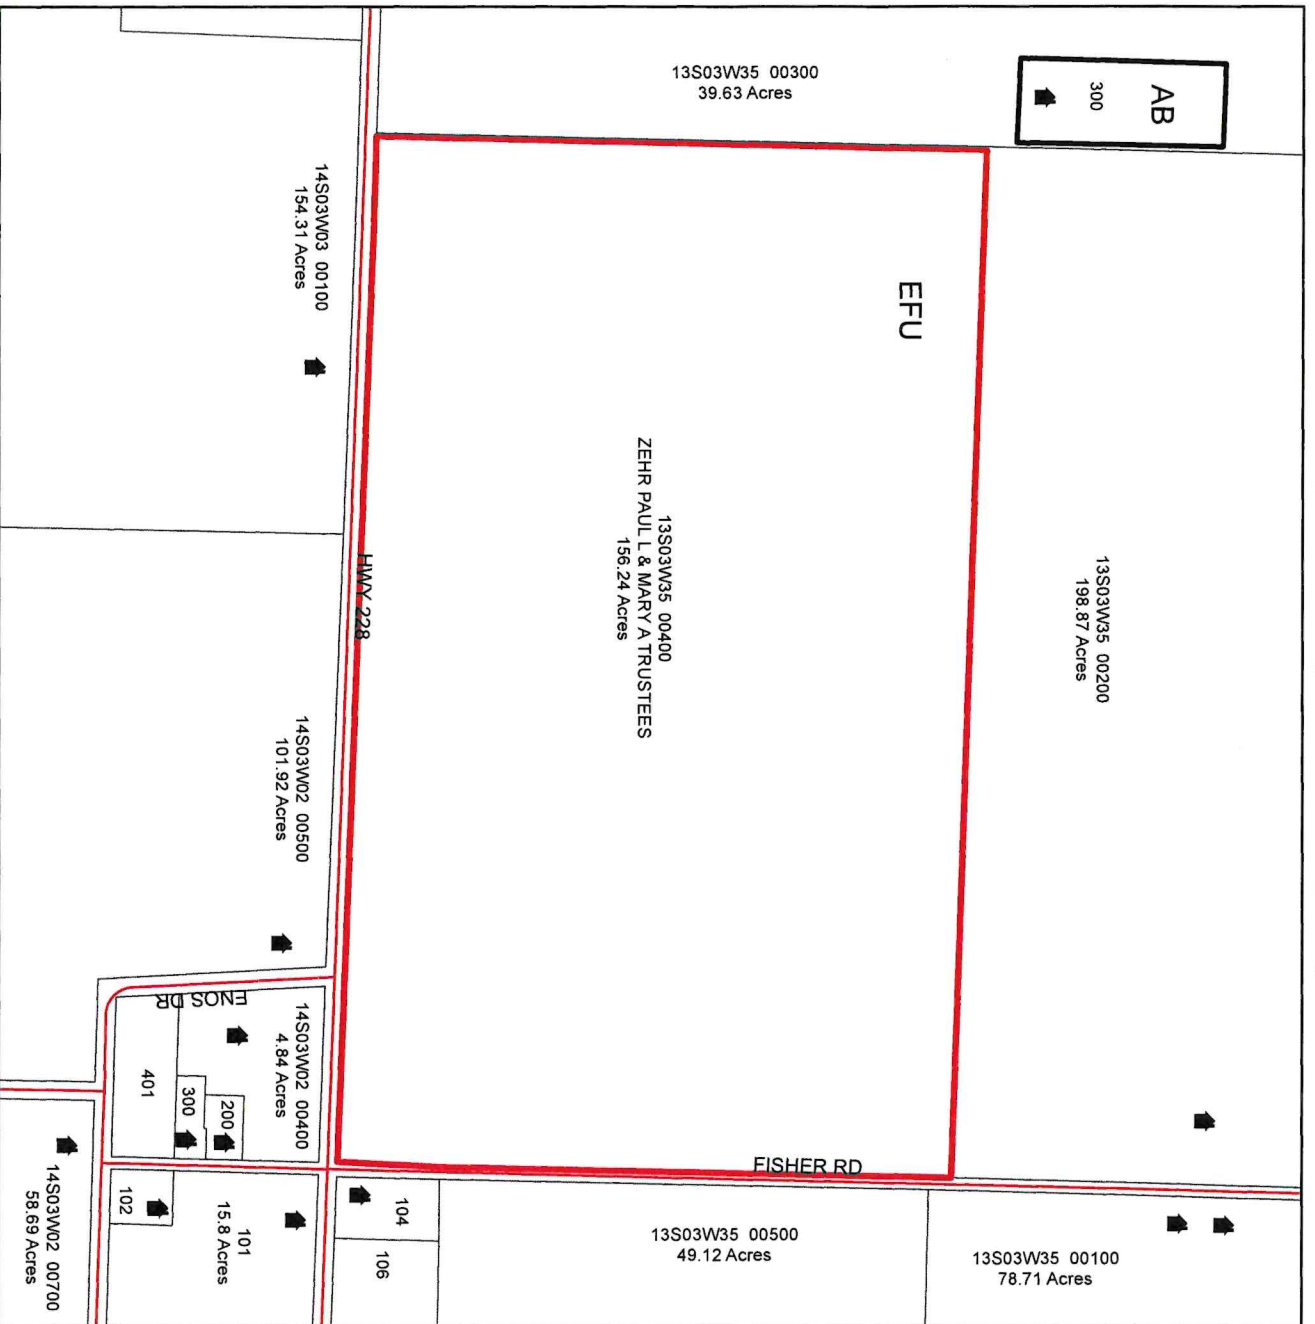 13S03W35 00300
39.63 Acres
AB
300
14S03W03 00100
154.31 Acres
EFU
13S03W35 00400
ZEHR PAUL L & MARY A TRUSTEES
156.24 Acres
13S03W35 00200
198.87 Acres
HWY 228
14S03W02 00500
101.92 Acres
ENOS DR
14S03W02 00400
4.84 Acres
401
300
200
FISHER RD
102
101
15.8 Acres
104
106
13S03W35 00500
49.12 Acres
13S03W35 00100
78.71 Acres
14S03W02 00700
58.69 Acres